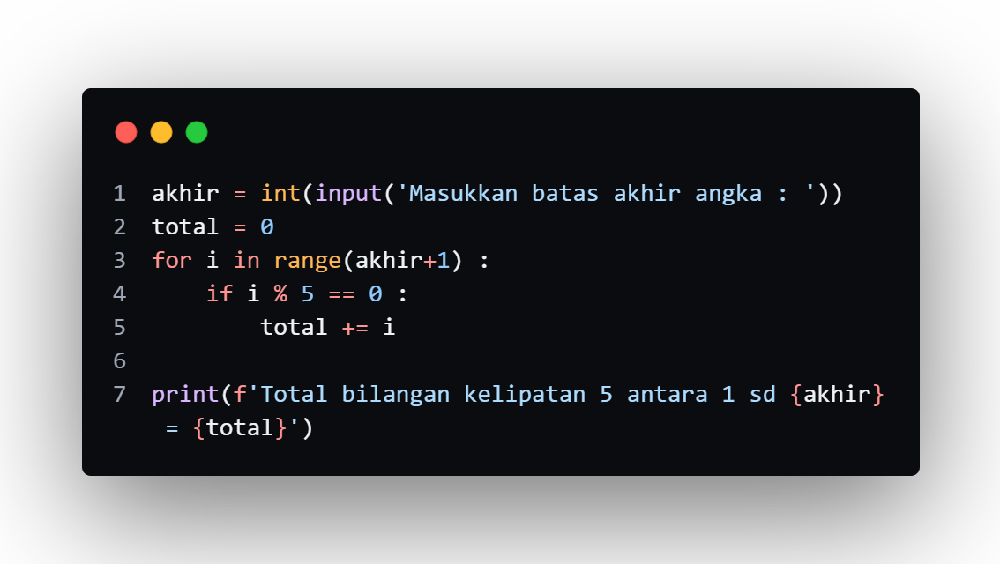 1 akhir = int(input('Masukkan batas akhir angka : '))
2 total = 0
3 for i in range(akhir+1) :
4     if i % 5 == 0 :
5         total += i
6
7 print(f'Total bilangan kelipatan 5 antara 1 sd {akhir}
 = {total}')